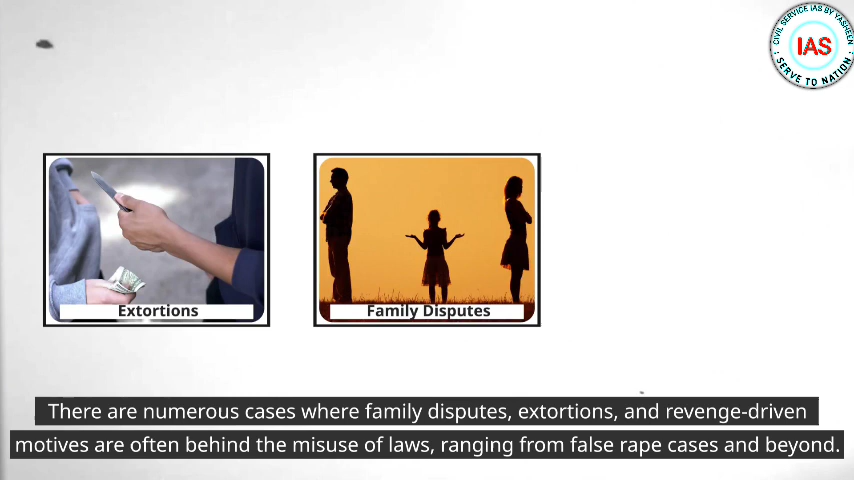 CIVIL SERVICE IAS BY YASHEEN
IAS
: SERVE TO NATION :
Extortions
Family Disputes
There are numerous cases where family disputes, extortions, and revenge-driven
motives are often behind the misuse of laws, ranging from false rape cases and beyond.